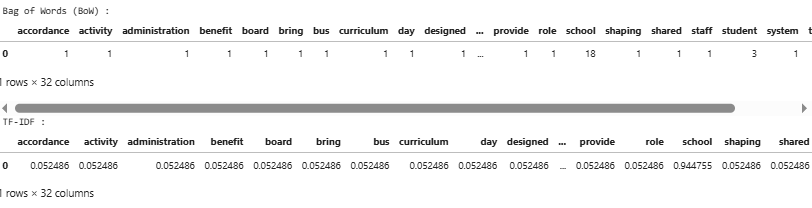 Bag of Words (BoW) :
accordance activity administration benefit board bring bus curriculum day designed ... provide role school shaping shared staff student system t
0 1 1 1 1 1 1 1 1 1 1 ... 1 1 18 1 1 1 3 1
1 rows × 32 columns
TF-IDF :
accordance activity administration benefit board bring bus curriculum day designed ... provide role school shaping shared
0 0.052486 0.052486 0.052486 0.052486 0.052486 0.052486 0.052486 0.052486 0.052486 0.052486 ... 0.052486 0.052486 0.944755 0.052486 0.052486
1 rows × 32 columns